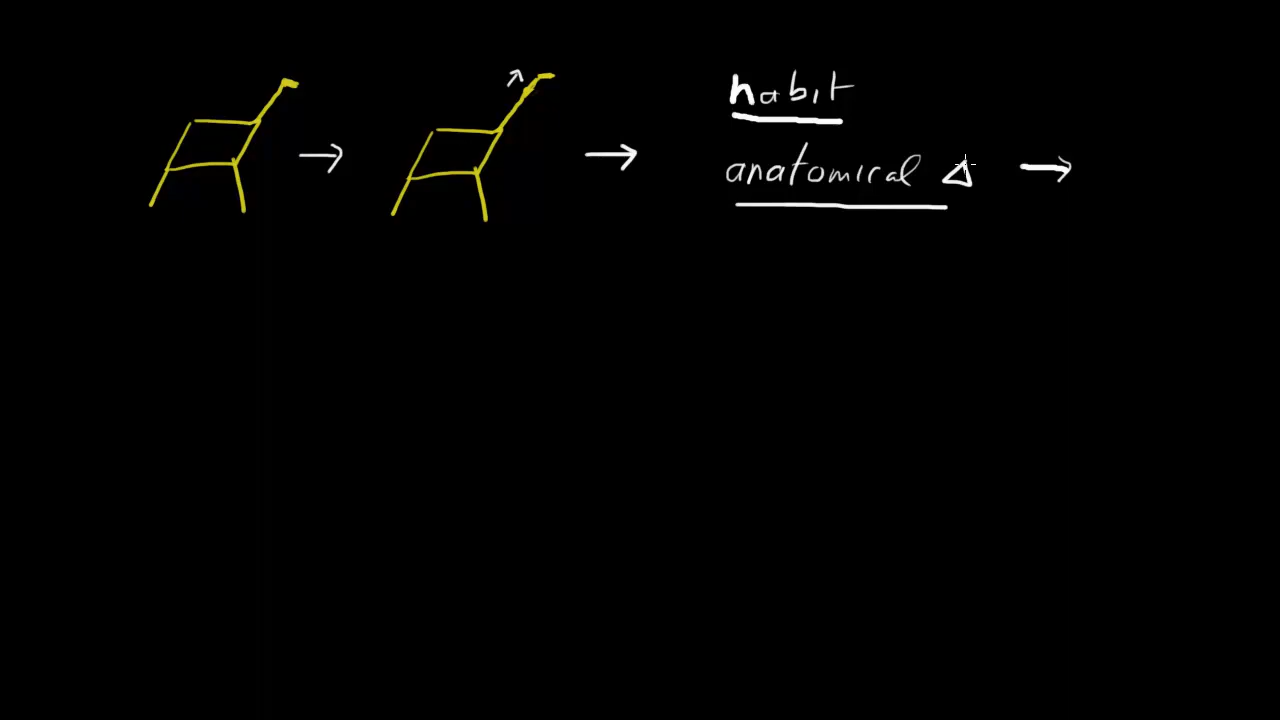 habit
anatomical Δ →